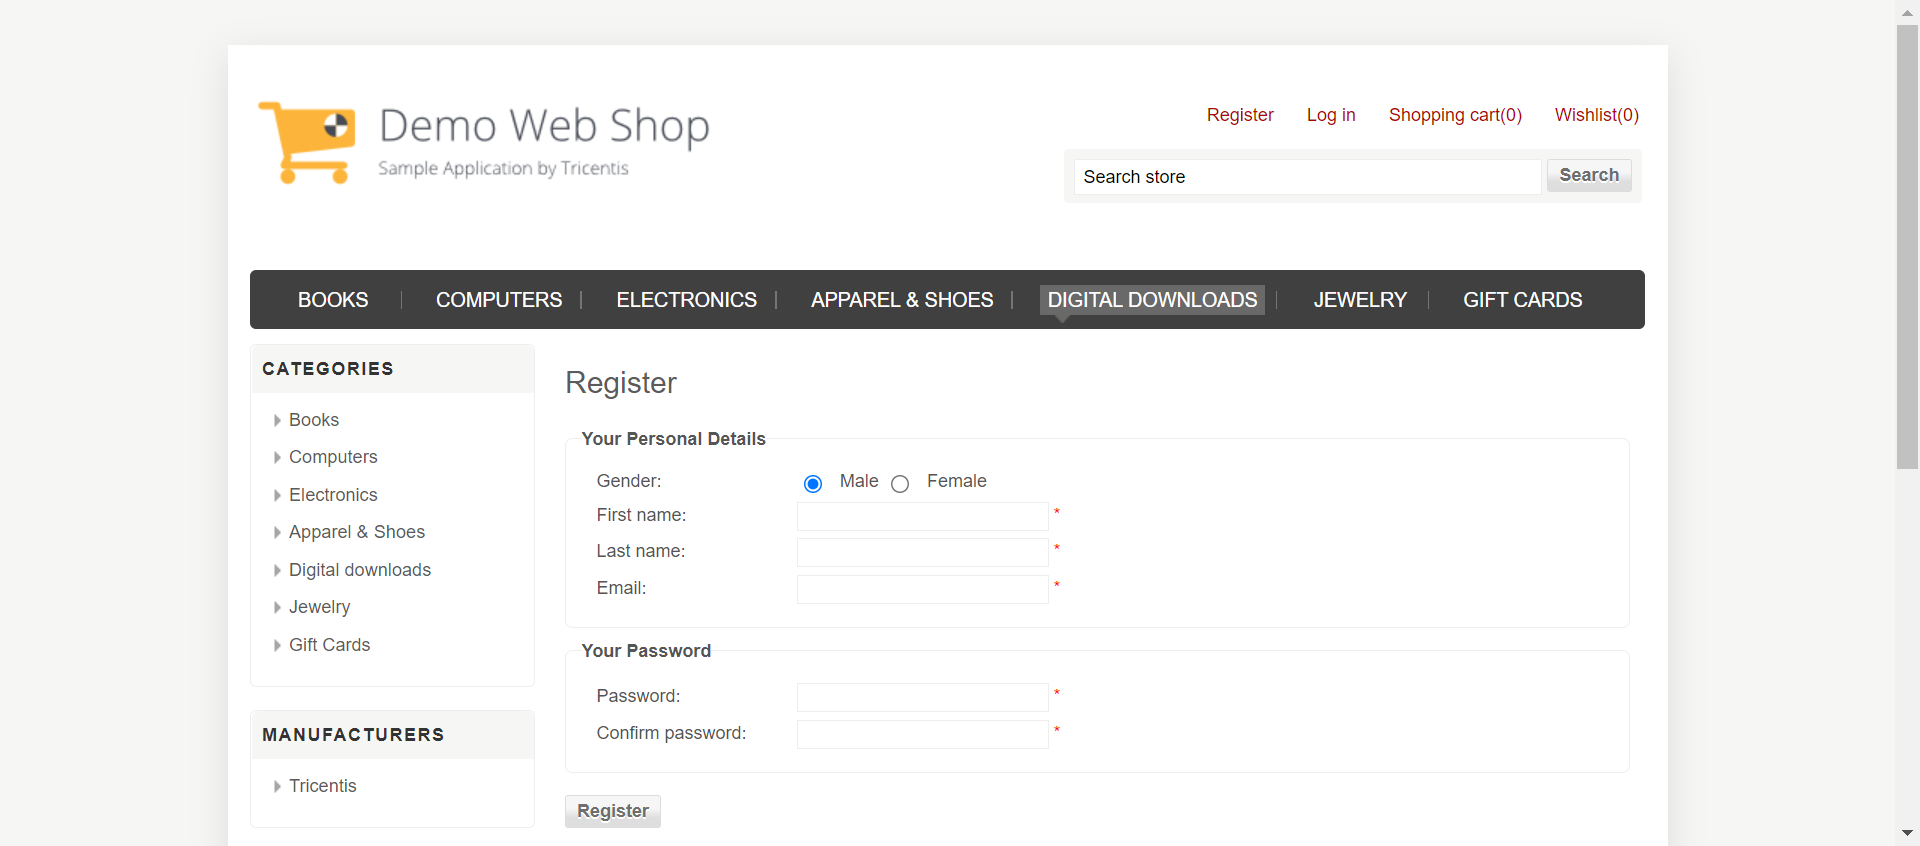 Demo Web Shop
Sample Application by Tricentis
Register Log in Shopping cart(0) Wishlist(0)
Search store Search
BOOKS COMPUTERS ELECTRONICS APPAREL & SHOES DIGITAL DOWNLOADS JEWELRY GIFT CARDS
CATEGORIES
Books
Computers
Electronics
Apparel & Shoes
Digital downloads
Jewelry
Gift Cards
MANUFACTURERS
Tricentis
Register
Your Personal Details
Gender: Male Female
First name: *
Last name: *
Email: *
Your Password
Password: *
Confirm password: *
Register